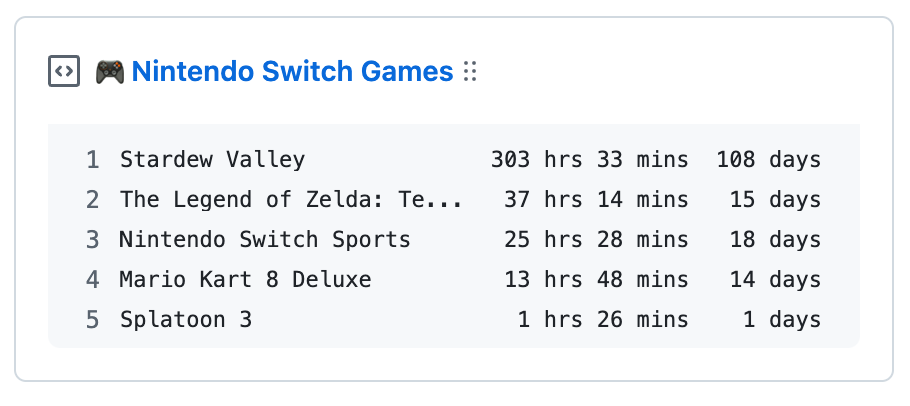 🎮 Nintendo Switch Games
1 Stardew Valley 303 hrs 33 mins 108 days
2 The Legend of Zelda: Te... 37 hrs 14 mins 15 days
3 Nintendo Switch Sports 25 hrs 28 mins 18 days
4 Mario Kart 8 Deluxe 13 hrs 48 mins 14 days
5 Splatoon 3 1 hrs 26 mins 1 days